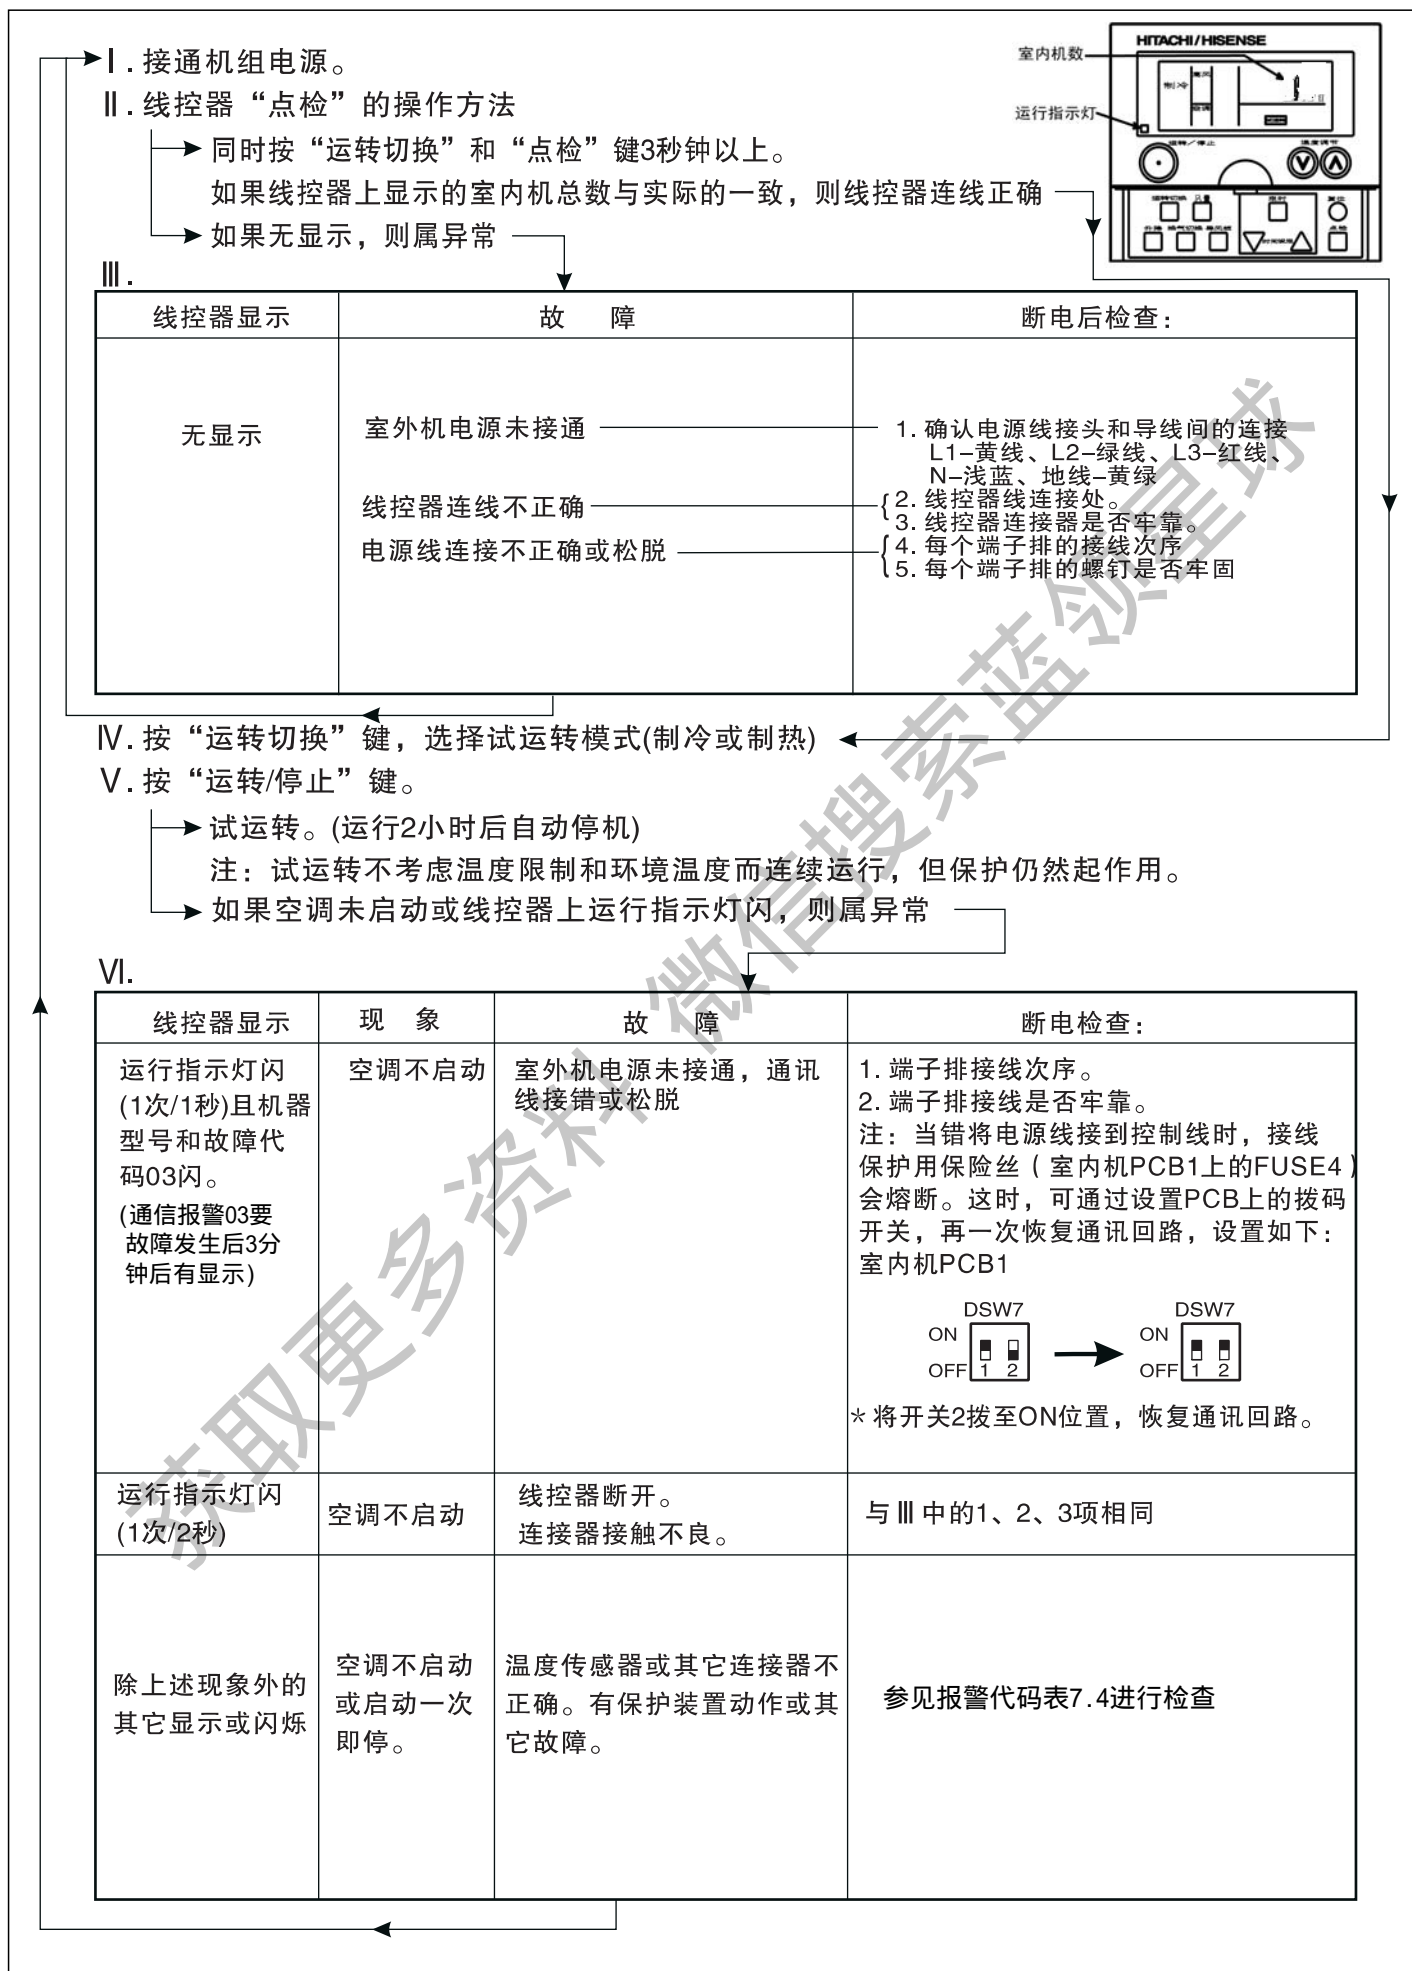 HITACHI/HISENSE
室内机数
制冷
运行指示灯
运转/停止
温度调节
Ⅰ.接通机组电源。
Ⅱ.线控器“点检”的操作方法
同时按“运转切换”和“点检”键3秒钟以上。
如果线控器上显示的室内机总数与实际的一致，则线控器连线正确
如果无显示，则属异常
运转切换
点检
Ⅲ.
线控器显示
故 障
断电后检查：
无显示
室外机电源未接通
1.确认电源线接头和导线间的连接
L1–黄线、L2–绿线、L3–红线、
N–浅蓝、地线–黄绿
线控器连线不正确
2.线控器线连接处。
3.线控器连接器是否牢靠。
电源线连接不正确或松脱
4.每个端子排的接线次序
5.每个端子排的螺钉是否牢固
Ⅳ.按“运转切换”键，选择试运转模式(制冷或制热)
Ⅴ.按“运转/停止”键。
试运转。(运行2小时后自动停机)
注：试运转不考虑温度限制和环境温度而连续运行，但保护仍然起作用。
如果空调未启动或线控器上运行指示灯闪，则属异常
Ⅵ.
线控器显示
现 象
故 障
断电检查：
运行指示灯闪
(1次/1秒)且机器
型号和故障代
码03闪。
(通信报警03要
故障发生后3分
钟后有显示)
空调不启动
室外机电源未接通，通讯
线接错或松脱
1.端子排接线次序。
2.端子排接线是否牢靠。
注：当错将电源线接到控制线时，接线
保护用保险丝（室内机PCB1上的FUSE4）
会熔断。这时，可通过设置PCB上的拨码
开关，再一次恢复通讯回路，设置如下：
室内机PCB1
DSW7
ON
OFF
1 2
DSW7
ON
OFF
1 2
＊将开关2拨至ON位置，恢复通讯回路。
运行指示灯闪
(1次/2秒)
空调不启动
线控器断开。
连接器接触不良。
与Ⅲ中的1、2、3项相同
除上述现象外的
其它显示或闪烁
空调不启动
或启动一次
即停。
温度传感器或其它连接器不
正确。有保护装置动作或其
它故障。
参见报警代码表7.4进行检查
获取更多资料 微信搜索蓝领星球